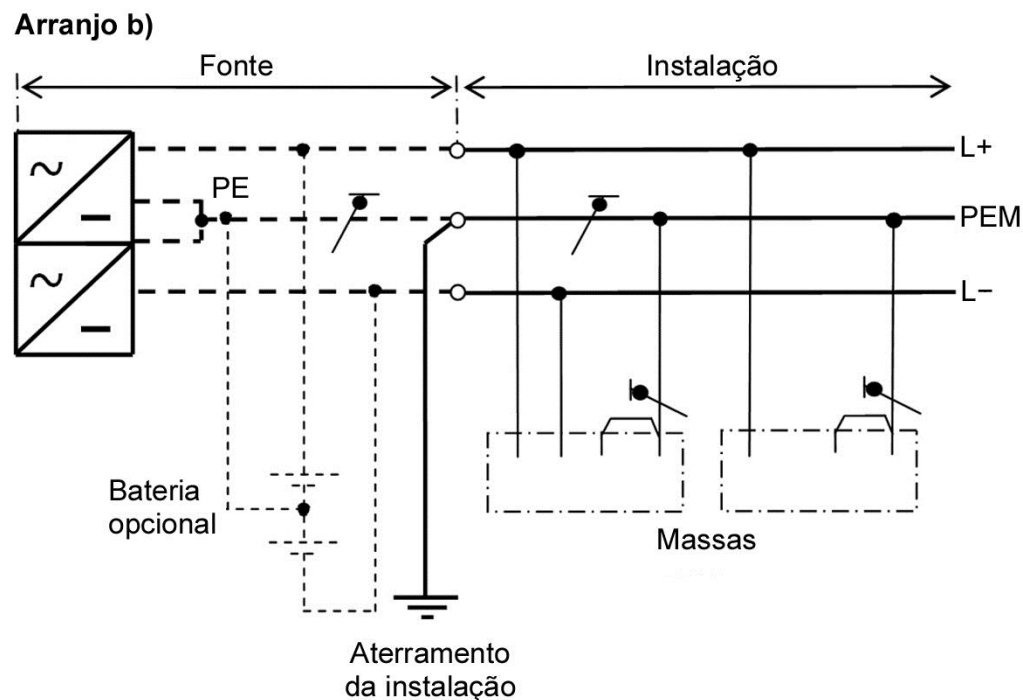 Arranjo b)
Fonte
Instalação
~
−
~
−
PE
L+
PEM
L−
Bateria
opcional
Massas
Aterramento
da instalação